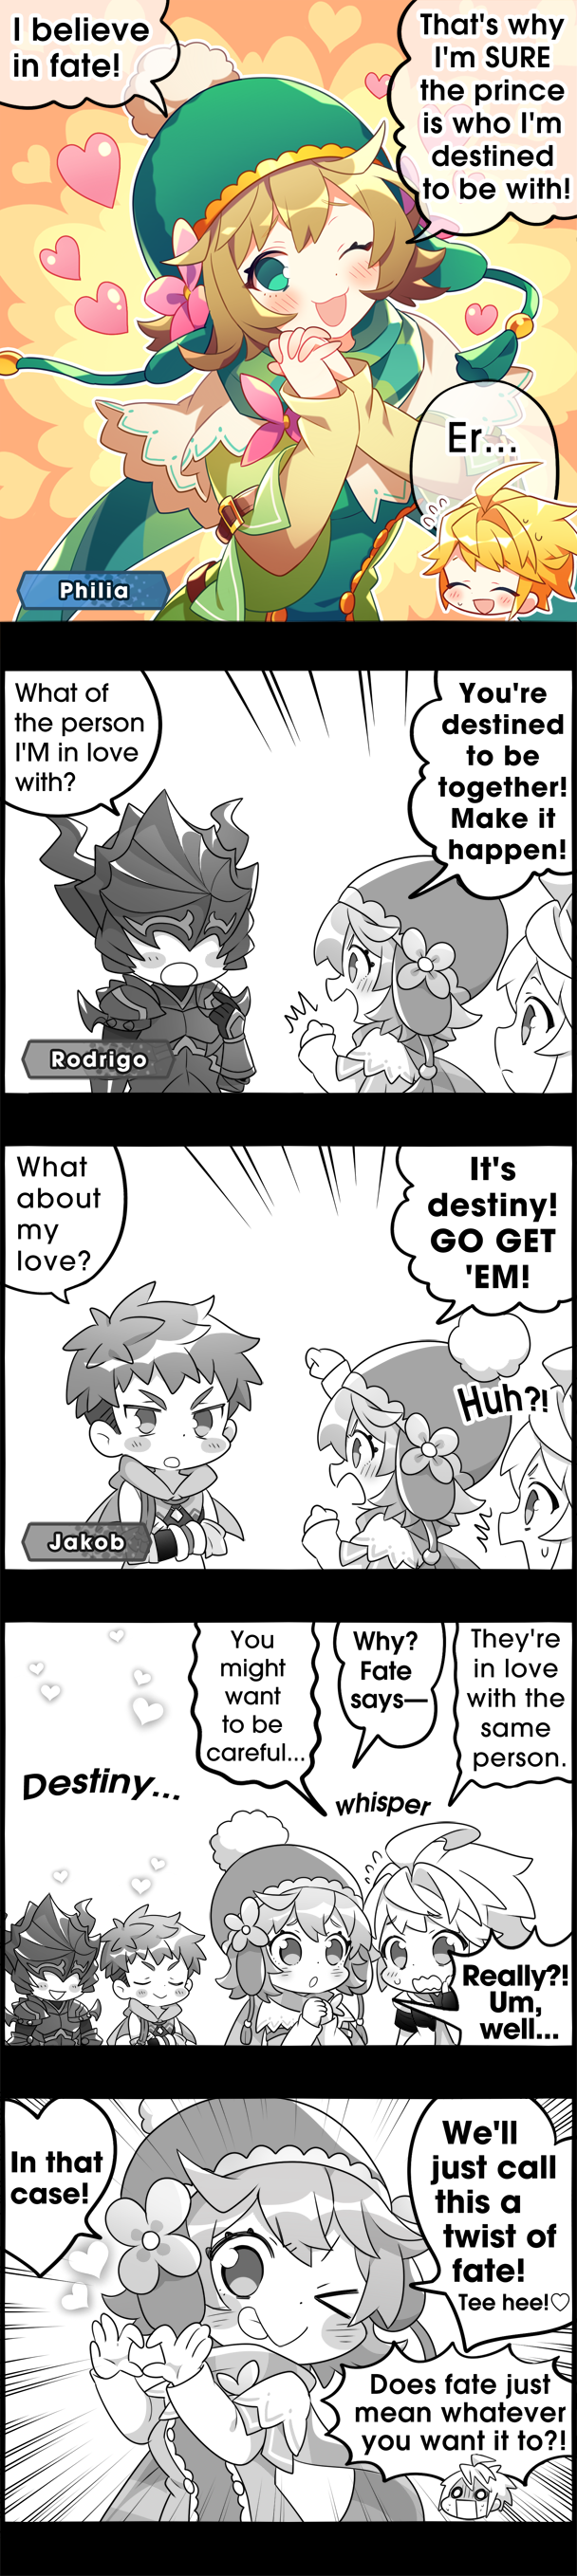 I believe
in fate!
That's why
I'm SURE
the prince
is who I'm
destined
to be with!
Er...
Philia
What of
the person
I'M in love
with?
You're
destined
to be
together!
Make it
happen!
Rodrigo
What
about
my
love?
It's
destiny!
GO GET
'EM!
Huh?!
Jakob
They're
in love
with the
same
person.
Why?
Fate
says—
You
might
want
to be
careful...
whisper
Destiny...
Really?!
Um,
well...
In that
case!
We'll
just call
this a
twist of
fate!
Tee hee!♡
Does fate just
mean whatever
you want it to?!